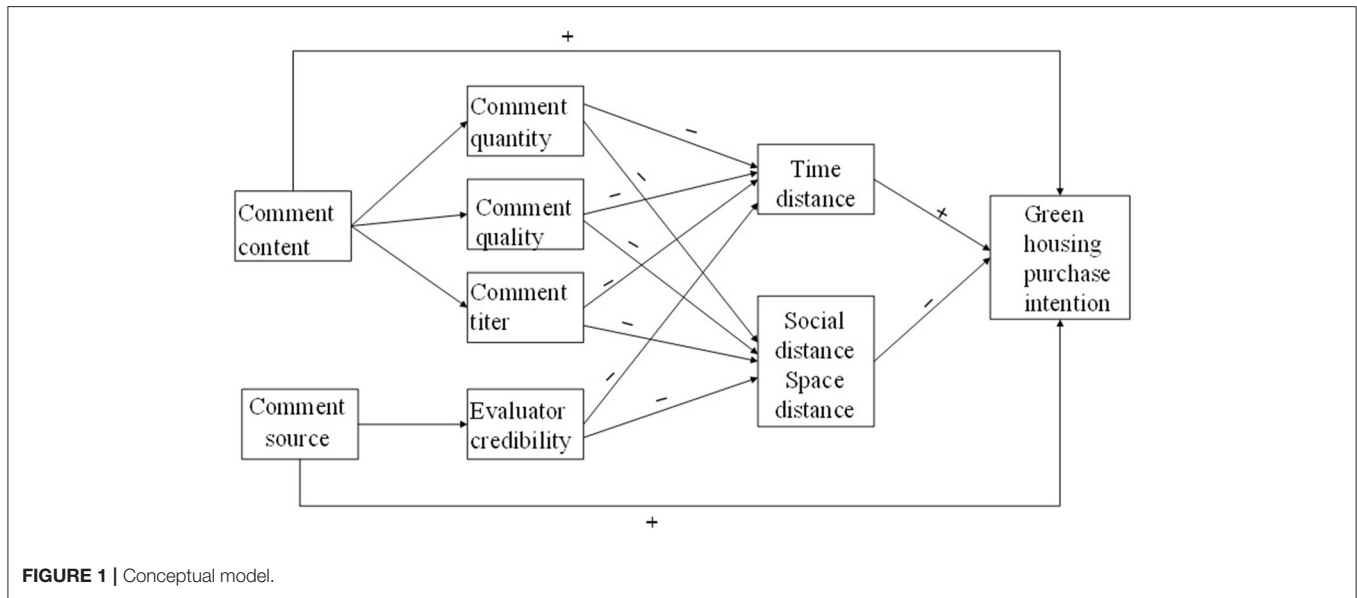 +
Comment
quantity
–
Time
distance
–
Comment
content
Comment
quality
–
–
+
Green
housing
purchase
intention
Comment
titer
–
–
Social
distance
Space
distance
–
Comment
source
Evaluator
credibility
–
–
+
FIGURE 1 | Conceptual model.